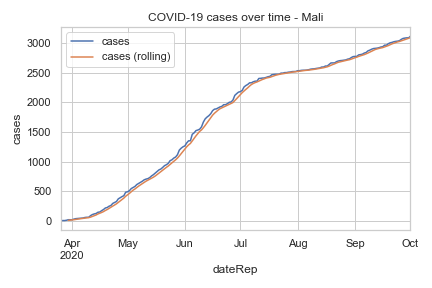 COVID-19 cases over time - Mali
cases
cases (rolling)
3000
2500
2000
1500
1000
500
0
cases
Apr
2020
May
Jun
Jul
Aug
Sep
Oct
dateRep